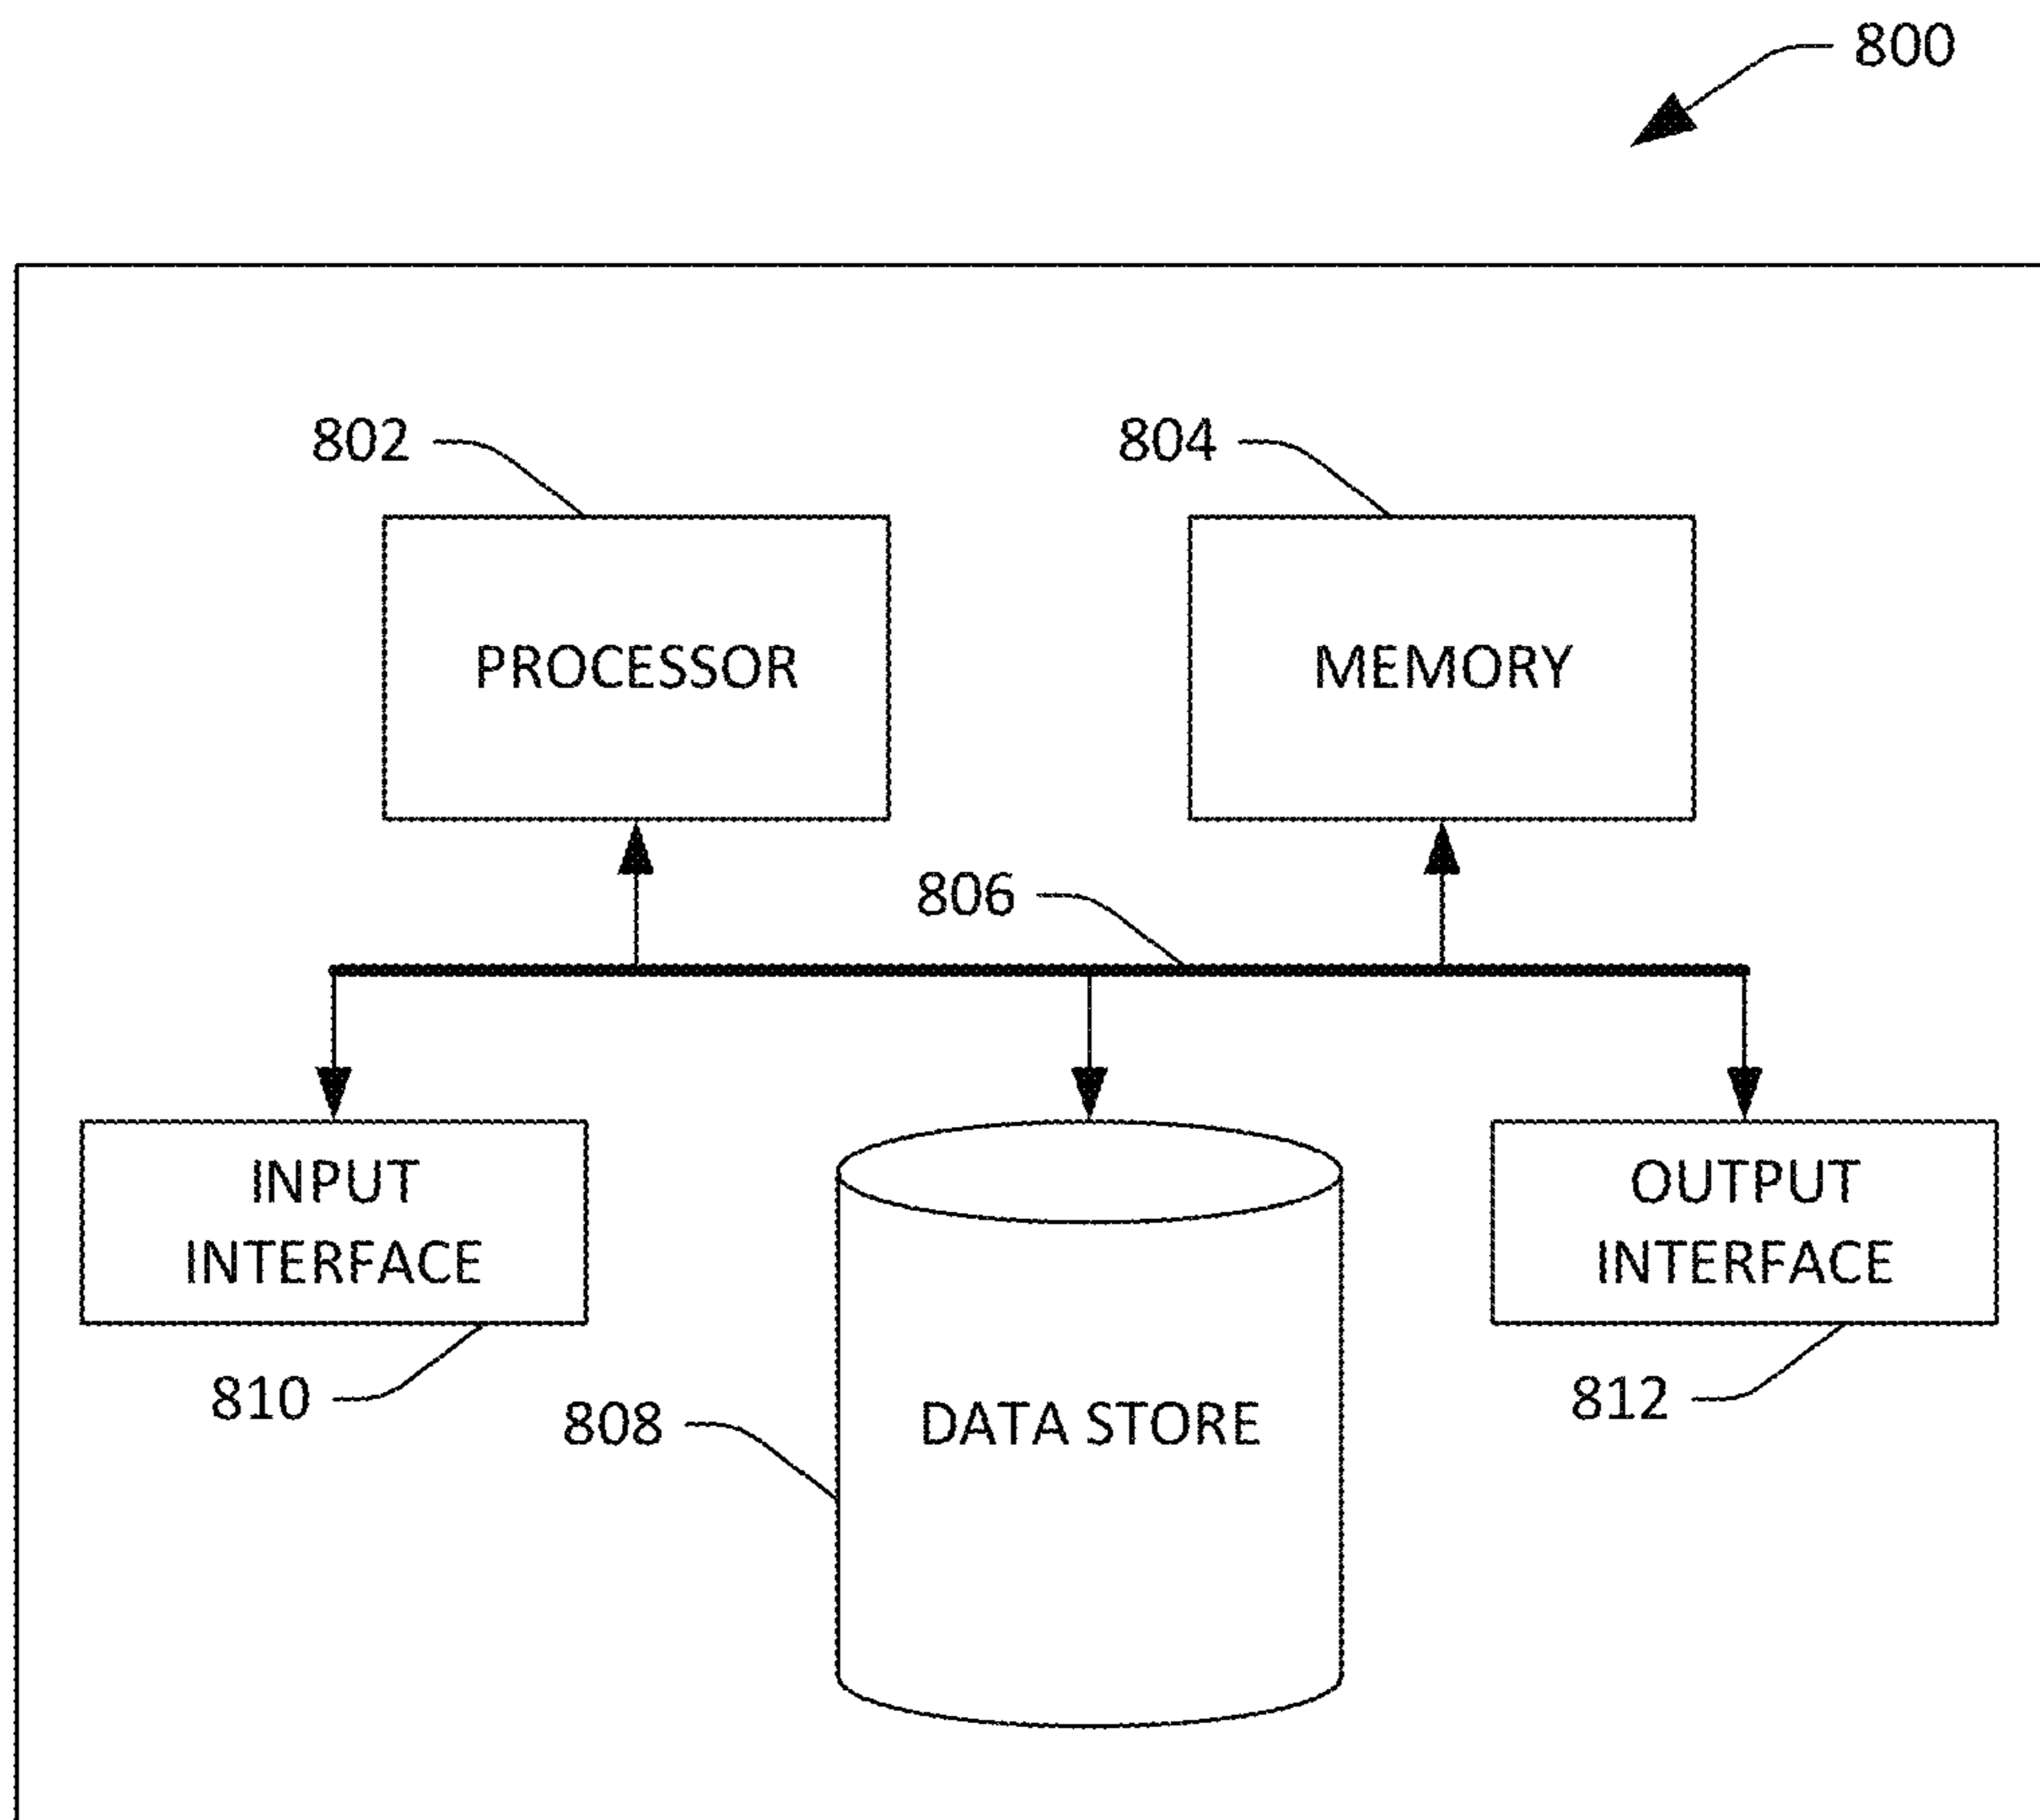 800
802
804
PROCESSOR
MEMORY
806
INPUT
INTERFACE
OUTPUT
INTERFACE
810
808
DATA STORE
812